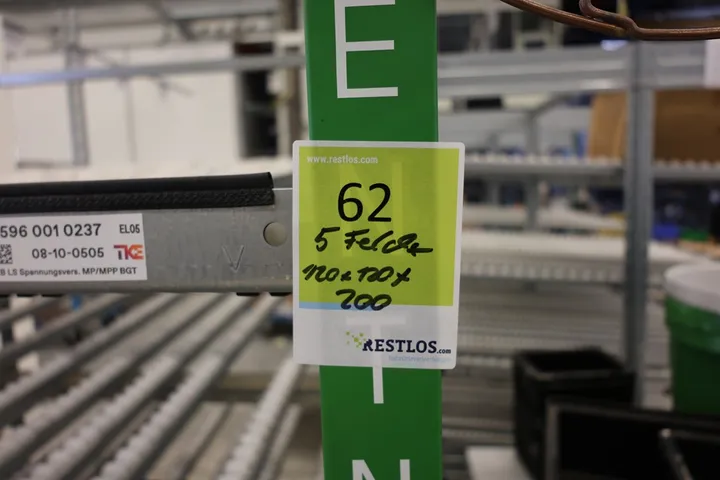 E
www.restlos.com
62
5 Felder
120 x 120 x
200
RESTLOS.com
T
N
596 001 0237 EL05
08-10-0505 TKE
B LS Spannungsvers. MP/MPP BGT